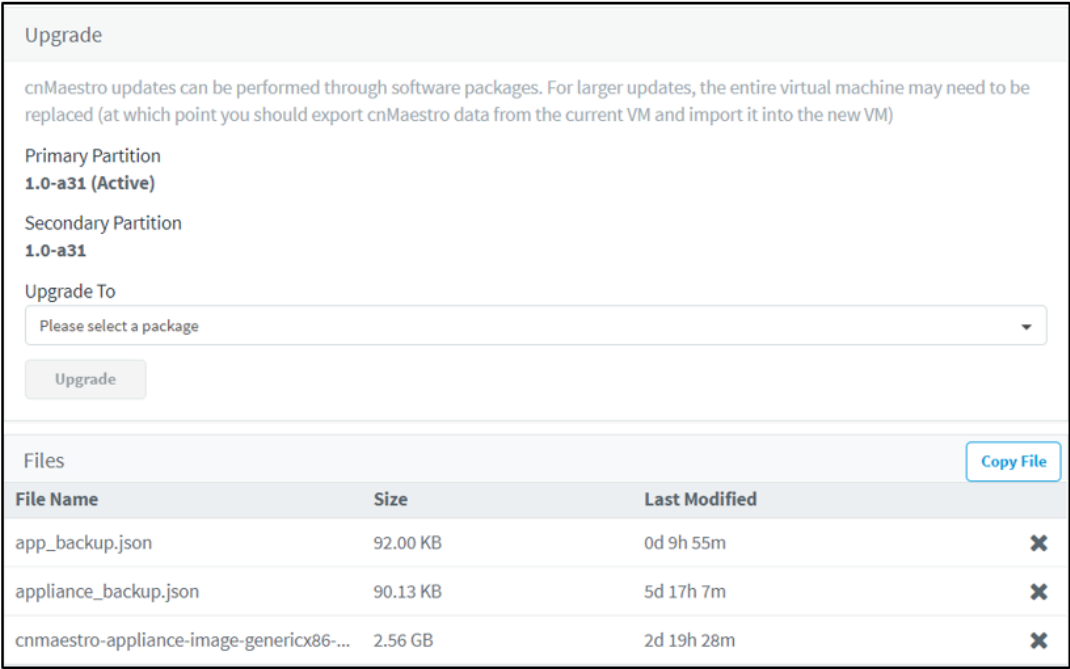 Upgrade
cnMaestro updates can be performed through software packages. For larger updates, the entire virtual machine may need to be
replaced (at which point you should export cnMaestro data from the current VM and import it into the new VM)
Primary Partition
1.0-a31 (Active)
Secondary Partition
1.0-a31
Upgrade To
Please select a package
Upgrade
Files
Copy File
File Name Size Last Modified
app_backup.json 92.00 KB 0d 9h 55m
appliance_backup.json 90.13 KB 5d 17h 7m
cnmaestro-appliance-image-genericx86-... 2.56 GB 2d 19h 28m